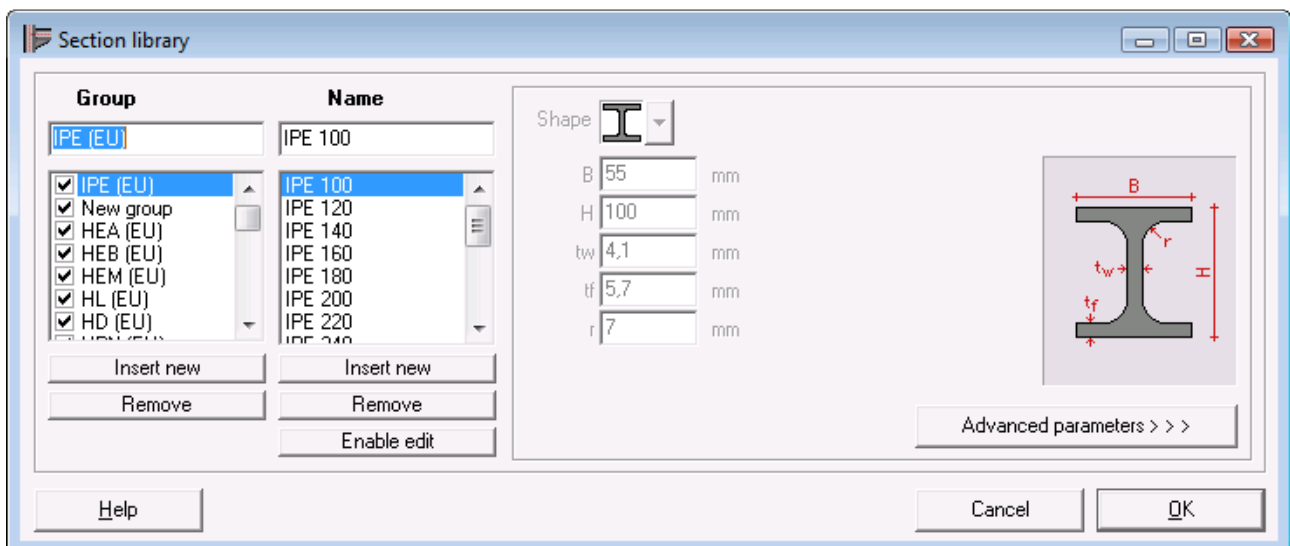 Section library
Group
Name
IPE (EU)
IPE 100
IPE (EU)
New group
HEA (EU)
HEB (EU)
HEM (EU)
HL (EU)
HD (EU)
IPE 100
IPE 120
IPE 140
IPE 160
IPE 180
IPE 200
IPE 220
Insert new
Remove
Insert new
Remove
Enable edit
Shape
B 55 mm
H 100 mm
tw 4,1 mm
tf 5,7 mm
r 7 mm
B
r
tw
H
tf
Advanced parameters > > >
Help
Cancel
OK